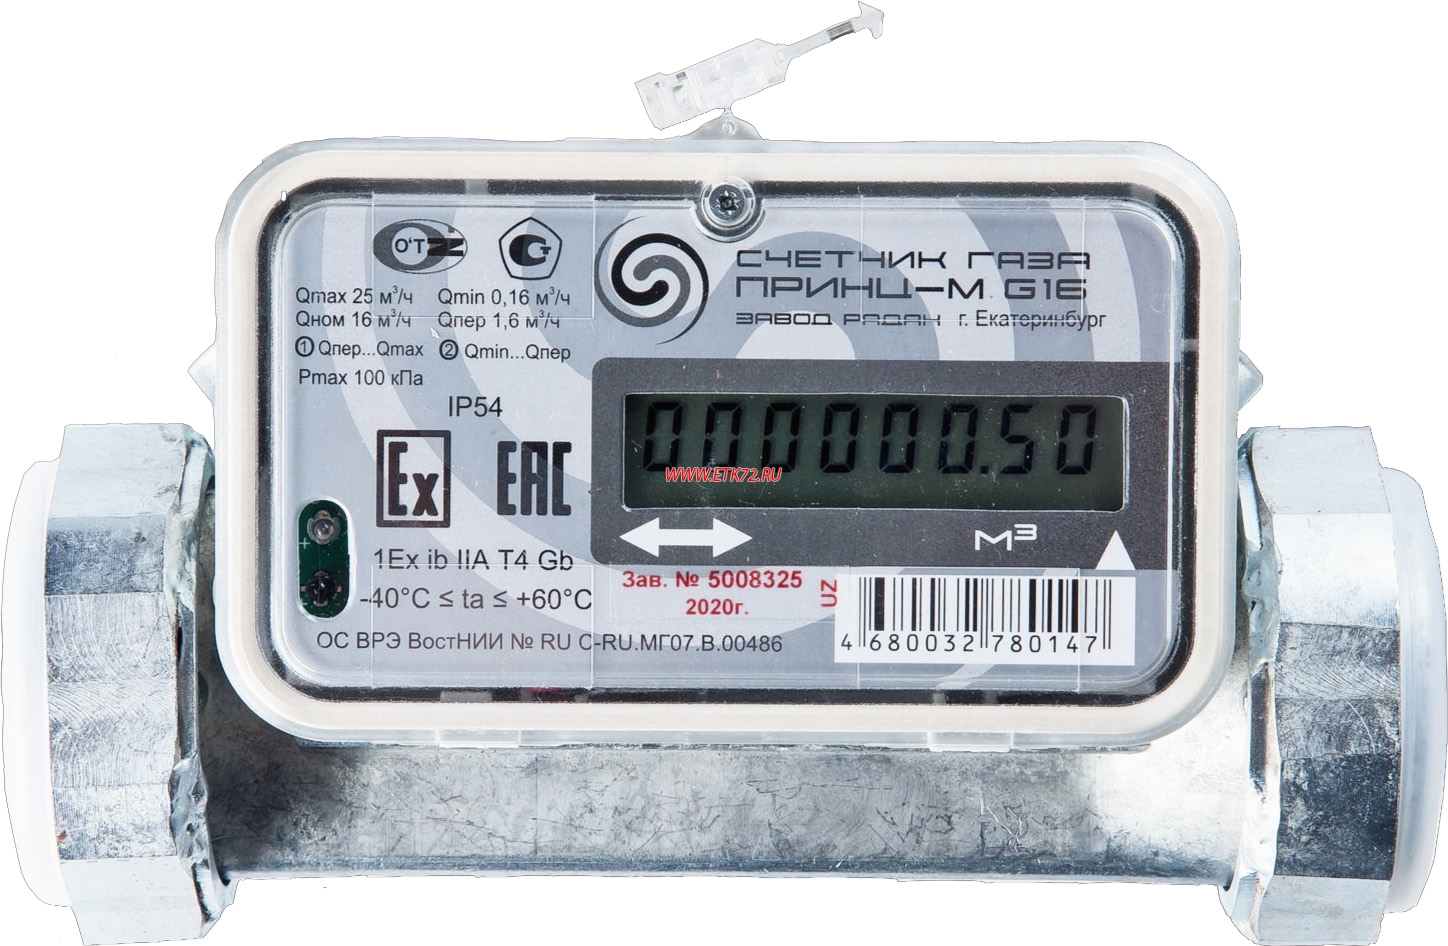 O'TZ
СЧЕТЧИК ГАЗА
ПРИНЦ-М G16
ЗАВОД РАДАН г. Екатеринбург
Qmax 25 м³/ч Qmin 0,16 м³/ч
Qном 16 м³/ч Qпер 1,6 м³/ч
① Qпер...Qmax ② Qmin...Qпер
Pmax 100 кПа
IP54
000000.50
WWW.ETK72.RU
Ex EAC
м³
1Ex ib IIA T4 Gb
-40°C ≤ ta ≤ +60°C
ОС ВРЭ ВостНИИ № RU C-RU.МГ07.В.00486
Зав. № 5008325
2020г.
UZ
4 680032 780147
+